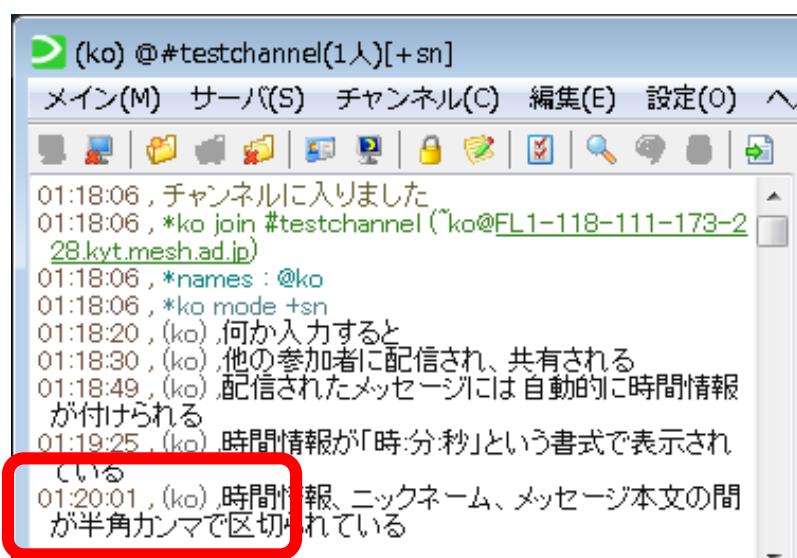 (ko) @#testchannel(1人)[+sn]
メイン(M) サーバ(S) チャンネル(C) 編集(E) 設定(O) ヘ
01:18:06 , チャンネルに入りました
01:18:06 , *ko join #testchannel (~ko@FL1-118-111-173-2
28.kyt.mesh.ad.jp)
01:18:06 , *names : @ko
01:18:06 , *ko mode +sn
01:18:20 , (ko) ,何か入力すると
01:18:30 , (ko) ,他の参加者に配信され、共有される
01:18:49 , (ko) ,配信されたメッセージには自動的に時間情報
が付けられる
01:19:25 , (ko) ,時間情報が「時:分:秒」という書式で表示され
ている
01:20:01 , (ko) ,時間情報、ニックネーム、メッセージ本文の間
が半角カンマで区切られている